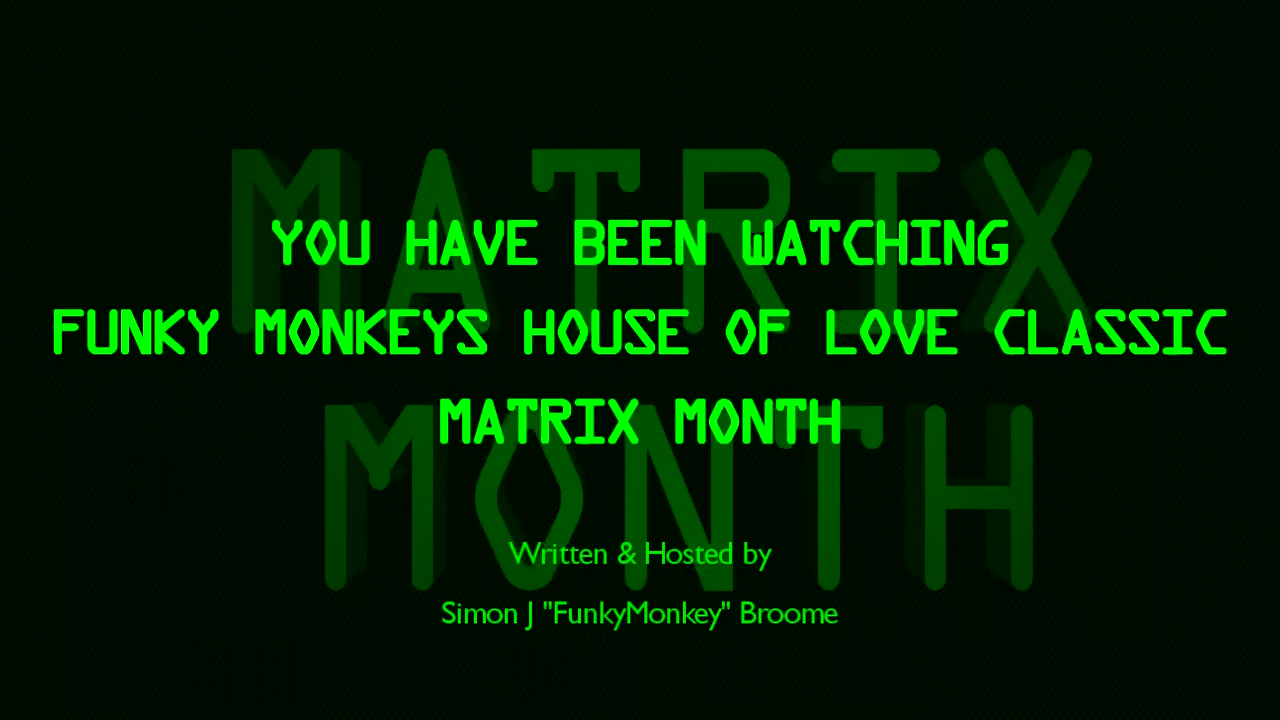 MATRIX
YOU HAVE BEEN WATCHING
FUNKY MONKEYS HOUSE OF LOVE CLASSIC
MATRIX MONTH
MONTH
Written & Hosted by
Simon J "FunkyMonkey" Broome